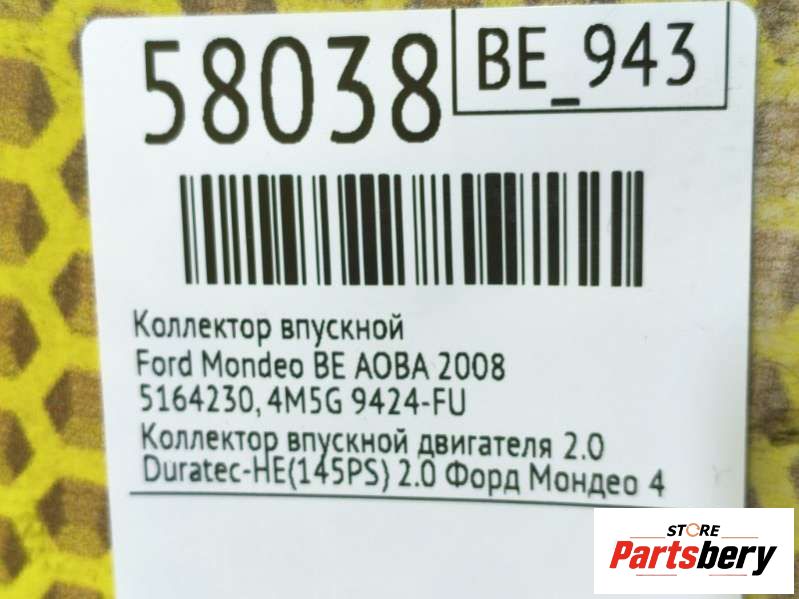 58038
BE_943
Коллектор впускной
Ford Mondeo BE AOBA 2008
5164230, 4M5G 9424-FU
Коллектор впускной двигателя 2.0
Duratec-HE(145PS) 2.0 Форд Мондео 4
STORE
Partsbery